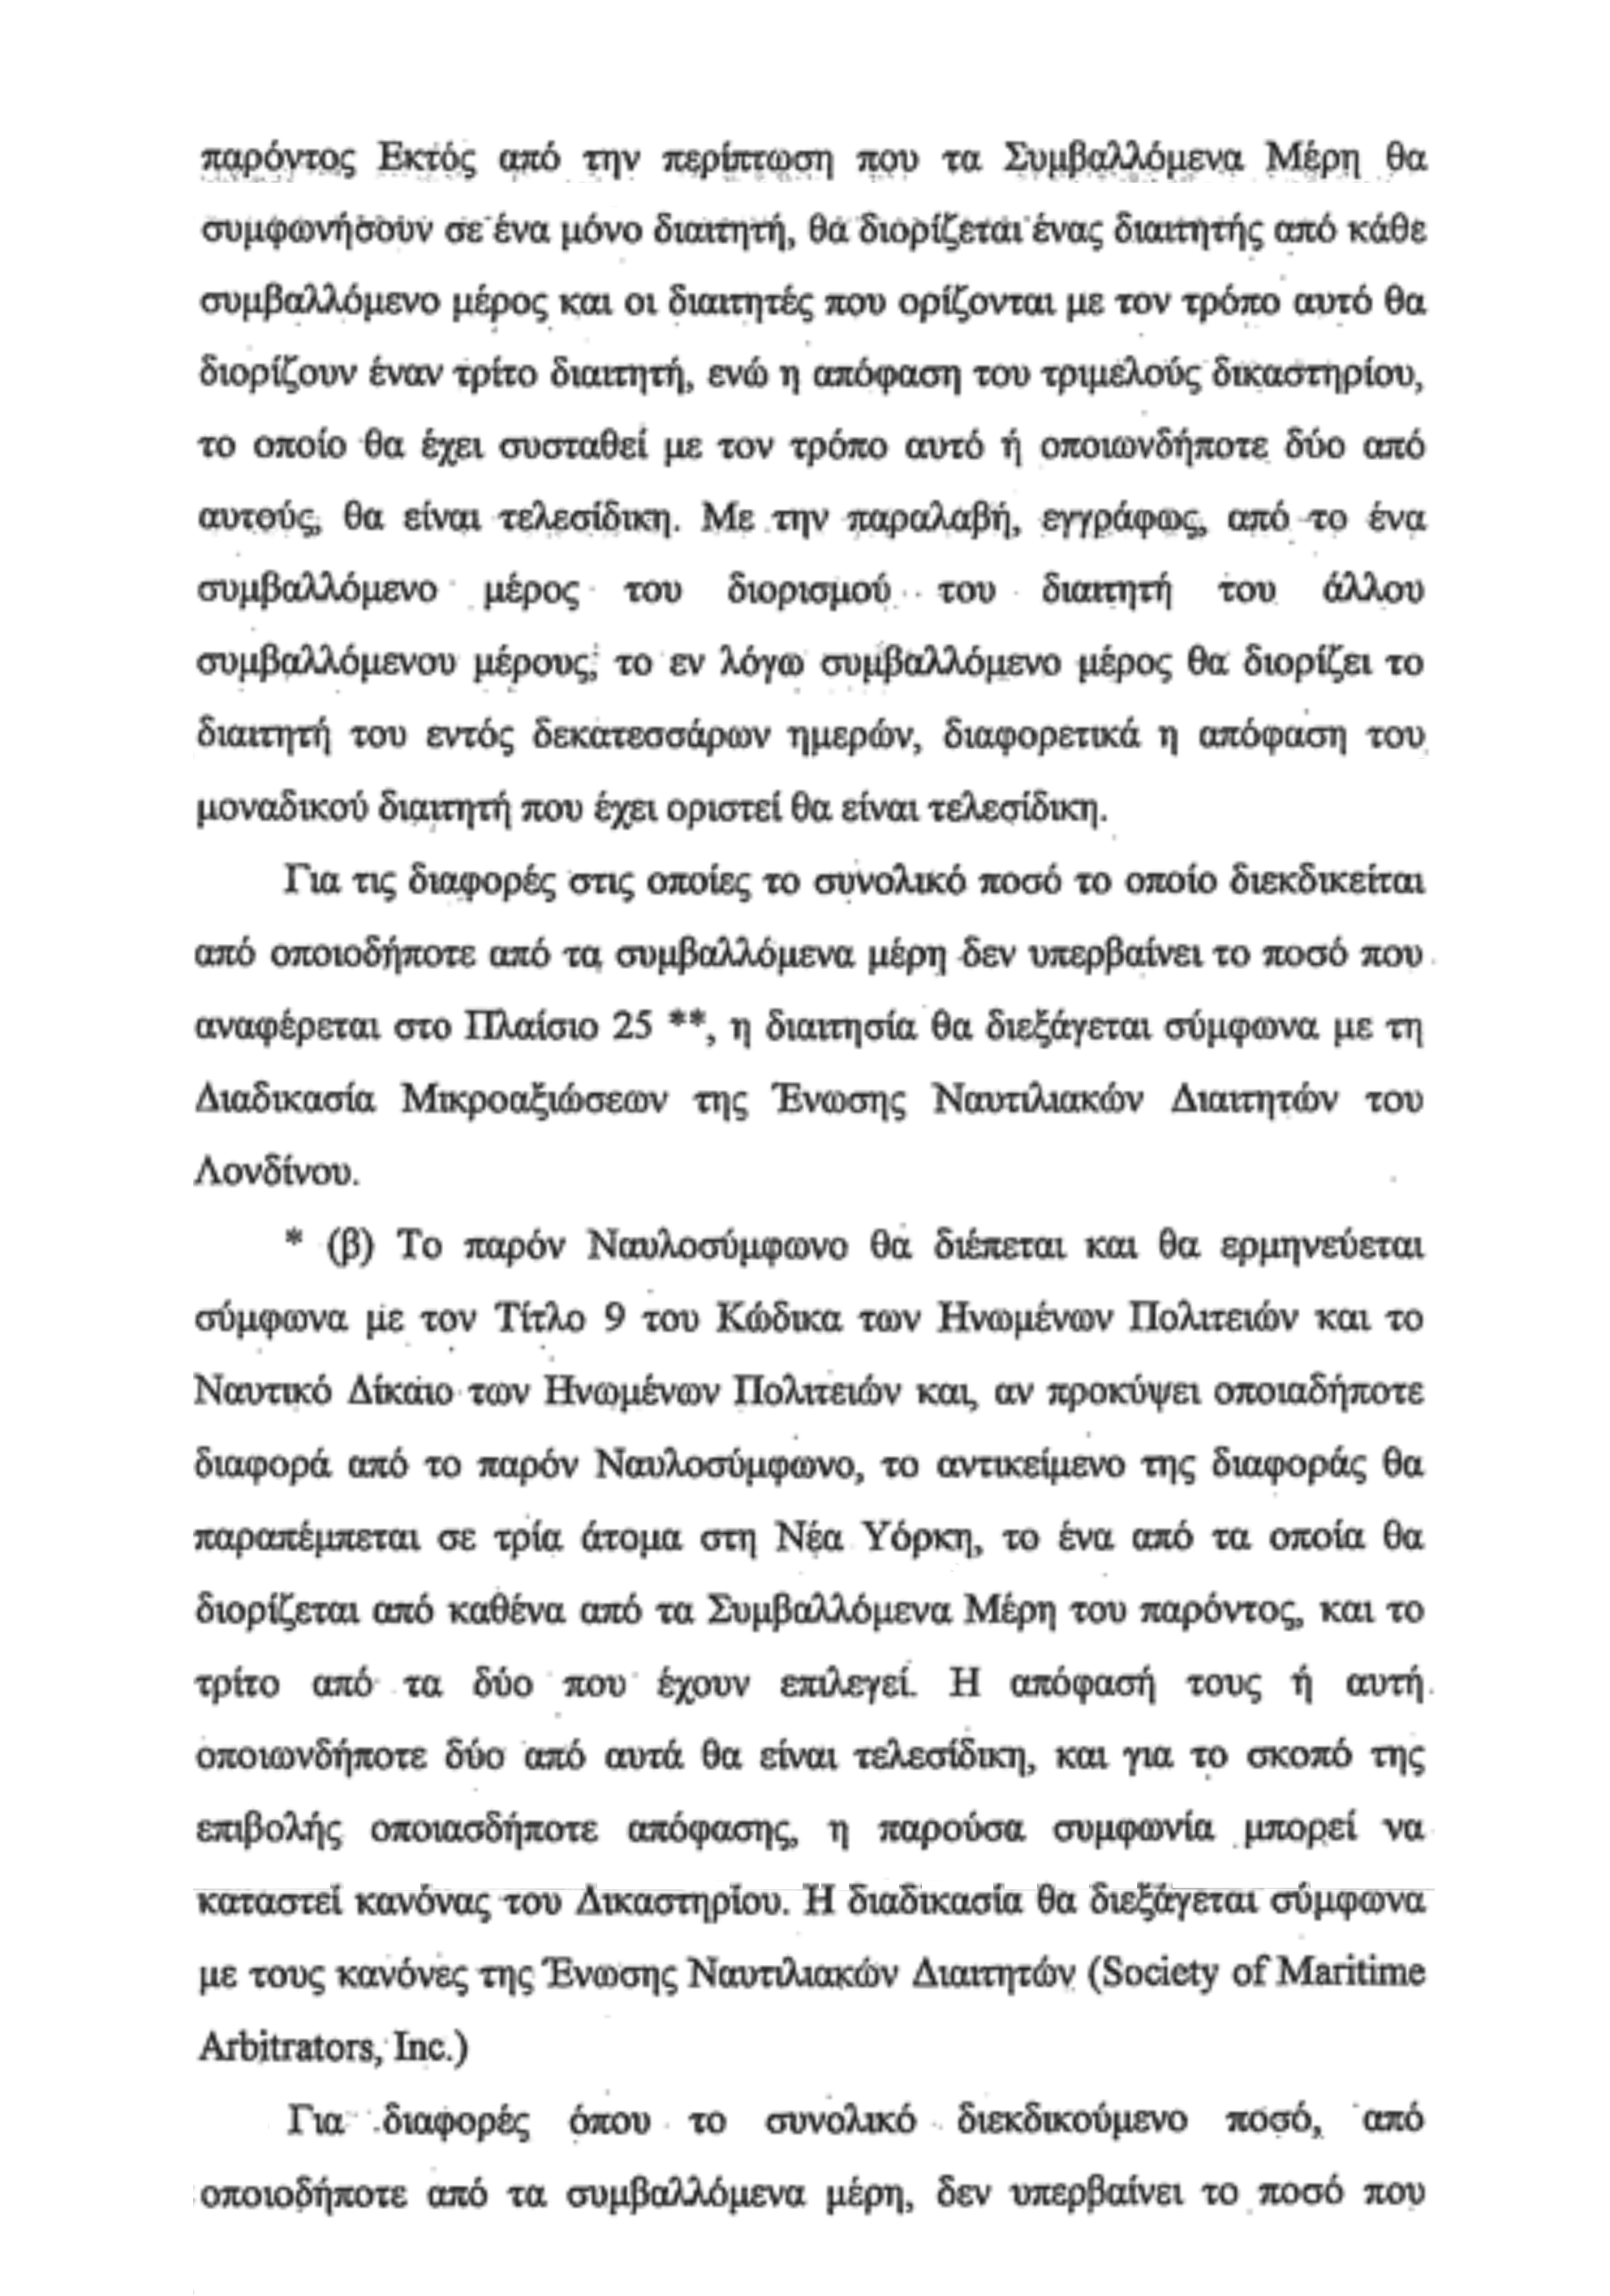 παρόντος Εκτός από την περίπτωση που τα Συμβαλλόμενα Μέρη θα
συμφωνήσουν σε ένα μόνο διαιτητή, θα διορίζεται ένας διαιτητής από κάθε
συμβαλλόμενο μέρος και οι διαιτητές που ορίζονται με τον τρόπο αυτό θα
διορίζουν έναν τρίτο διαιτητή, ενώ η απόφαση του τριμελούς δικαστηρίου,
το οποίο θα έχει συσταθεί με τον τρόπο αυτό ή οποιωνδήποτε δύο από
αυτούς, θα είναι τελεσίδικη. Με την παραλαβή, εγγράφως, από το ένα
συμβαλλόμενο μέρος του διορισμού του διαιτητή του άλλου
συμβαλλόμενου μέρους, το εν λόγω συμβαλλόμενο μέρος θα διορίζει το
διαιτητή του εντός δεκατεσσάρων ημερών, διαφορετικά η απόφαση του
μοναδικού διαιτητή που έχει οριστεί θα είναι τελεσίδικη.
Για τις διαφορές στις οποίες το συνολικό ποσό το οποίο διεκδικείται
από οποιοδήποτε από τα συμβαλλόμενα μέρη δεν υπερβαίνει το ποσό που
αναφέρεται στο Πλαίσιο 25 **, η διαιτησία θα διεξάγεται σύμφωνα με τη
Διαδικασία Μικροαξιώσεων της Ένωσης Ναυτιλιακών Διαιτητών του
Λονδίνου.
* (β) Το παρόν Ναυλοσύμφωνο θα διέπεται και θα ερμηνεύεται
σύμφωνα με τον Τίτλο 9 του Κώδικα των Ηνωμένων Πολιτειών και το
Ναυτικό Δίκαιο των Ηνωμένων Πολιτειών και, αν προκύψει οποιαδήποτε
διαφορά από το παρόν Ναυλοσύμφωνο, το αντικείμενο της διαφοράς θα
παραπέμπεται σε τρία άτομα στη Νέα Υόρκη, το ένα από τα οποία θα
διορίζεται από καθένα από τα Συμβαλλόμενα Μέρη του παρόντος, και το
τρίτο από τα δύο που έχουν επιλεγεί. Η απόφασή τους ή αυτή
οποιωνδήποτε δύο από αυτά θα είναι τελεσίδικη, και για το σκοπό της
επιβολής οποιασδήποτε απόφασης, η παρούσα συμφωνία μπορεί να
καταστεί κανόνας του Δικαστηρίου. Η διαδικασία θα διεξάγεται σύμφωνα
με τους κανόνες της Ένωσης Ναυτιλιακών Διαιτητών (Society of Maritime
Arbitrators, Inc.)
Για διαφορές όπου το συνολικό διεκδικούμενο ποσό, από
οποιοδήποτε από τα συμβαλλόμενα μέρη, δεν υπερβαίνει το ποσό που